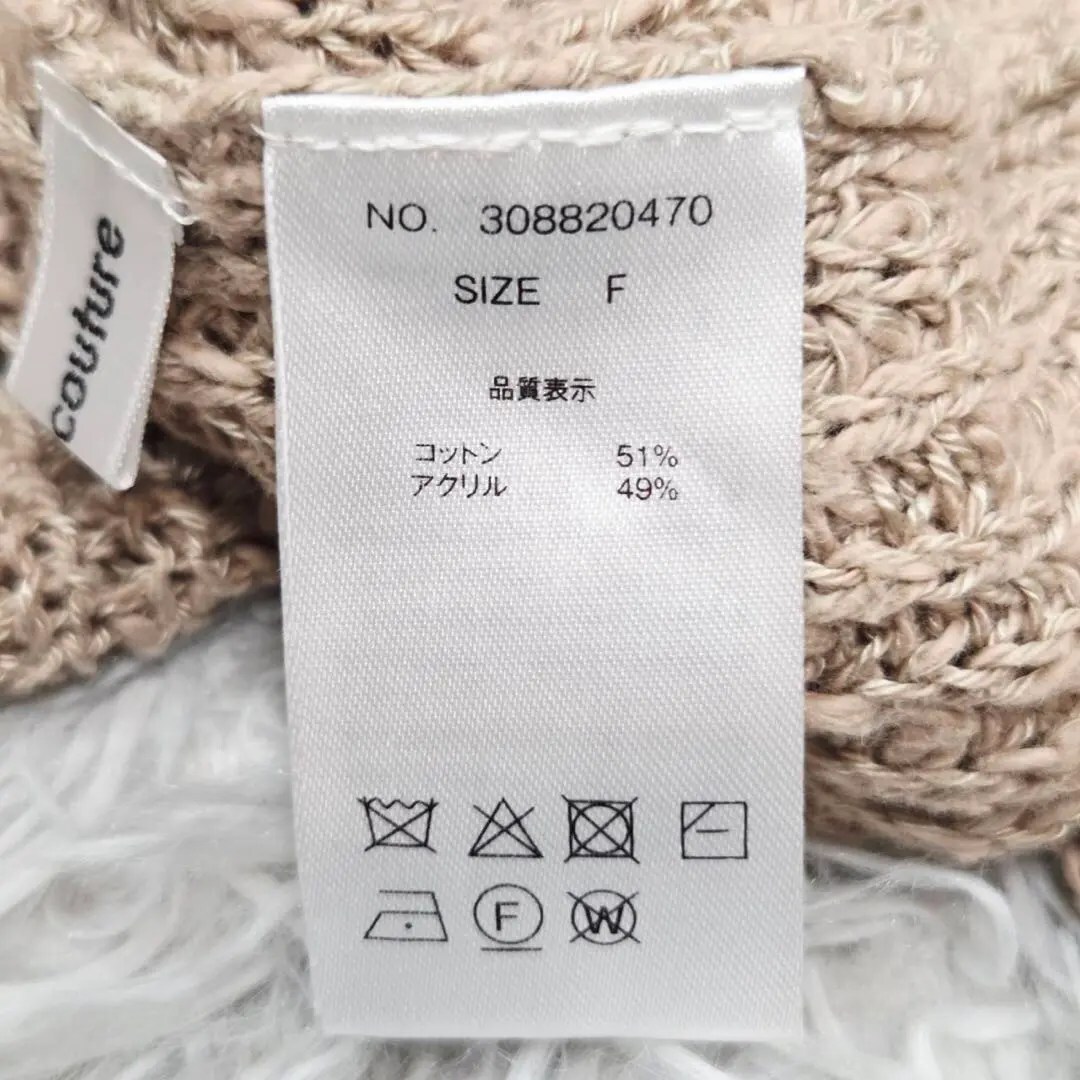 couture
NO. 308820470
SIZE F
品質表示
コットン 51%
アクリル 49%
F
W